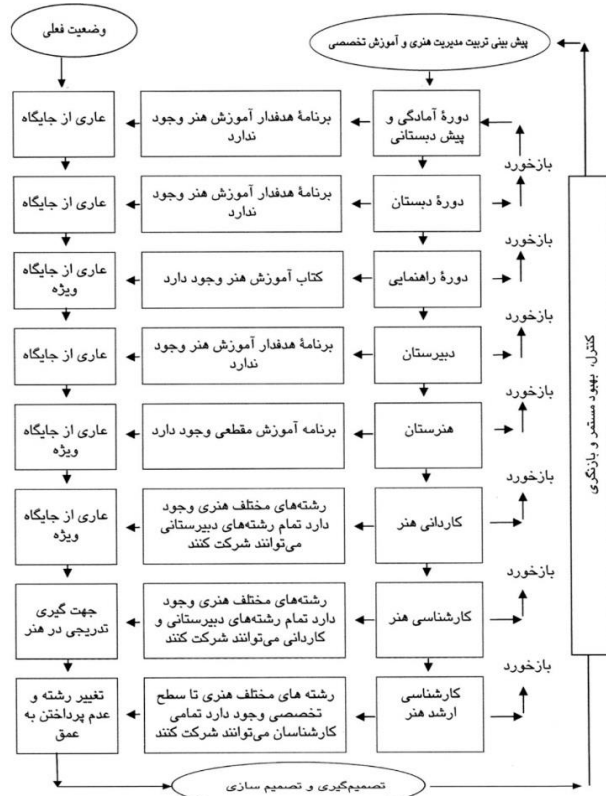 پیش بینی تربیت مدیریت هنری و آموزش تخصصی
وضعیت فعلی
دورهٔ آمادگی و
پیش دبستانی
برنامهٔ هدفدار آموزش هنر وجود
ندارد
عاری از جایگاه
بازخورد
دورهٔ دبستان
برنامهٔ هدفدار آموزش هنر وجود
ندارد
عاری از جایگاه
بازخورد
دورهٔ راهنمایی
کتاب آموزش هنر وجود دارد
عاری از جایگاه
ویژه
بازخورد
دبیرستان
برنامهٔ هدفدار آموزش هنر وجود
ندارد
عاری از جایگاه
بازخورد
هنرستان
برنامه آموزش مقطعی وجود دارد
عاری از جایگاه
ویژه
بازخورد
کاردانی هنر
رشته‌های مختلف هنری وجود
دارد تمام رشته‌های دبیرستانی
می‌توانند شرکت کنند
عاری از جایگاه
ویژه
بازخورد
کارشناسی هنر
رشته‌های مختلف هنری وجود
دارد تمام رشته‌های دبیرستانی و
کاردانی می‌توانند شرکت کنند
جهت گیری
تدریجی در هنر
بازخورد
کارشناسی
ارشد هنر
رشته های مختلف هنری تا سطح
تخصصی وجود دارد تمامی
کارشناسان می‌توانند شرکت کنند
تغییر رشته و
عدم پرداختن به
عمق
کنترل، بهبود مستمر و بازنگری
تصمیم‌گیری و تصمیم سازی